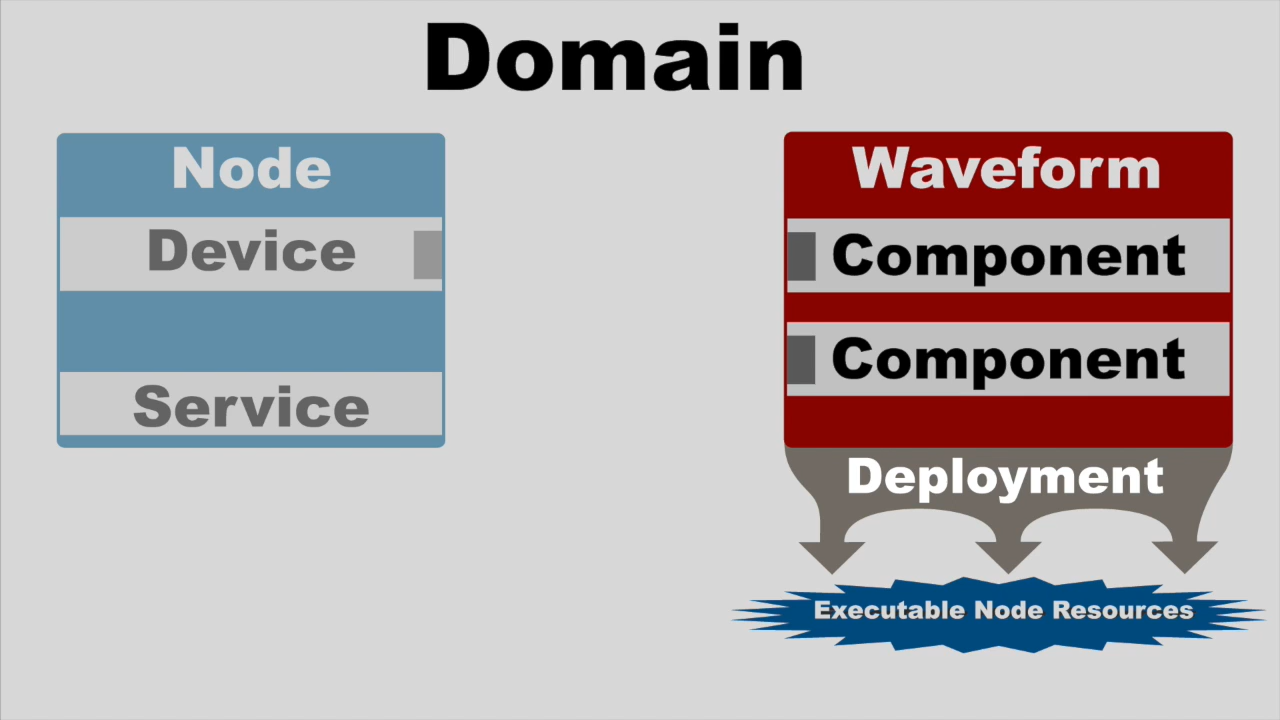 Domain
Node
Device
Service
Waveform
Component
Component
Deployment
Executable Node Resources